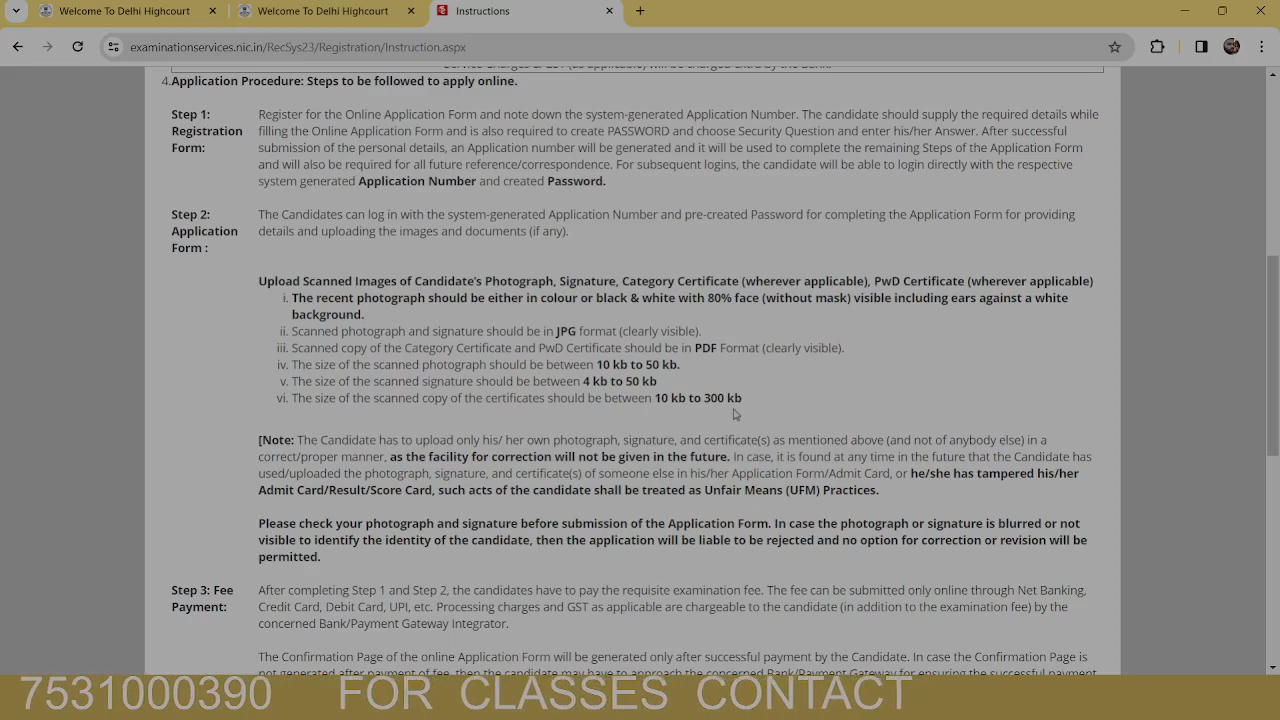 Welcome To Delhi Highcourt
Welcome To Delhi Highcourt
Instructions
examinationservices.nic.in/RecSys23/Registration/Instruction.aspx
4.Application Procedure: Steps to be followed to apply online.
Step 1: Register for the Online Application Form and note down the system-generated Application Number. The candidate should supply the required details while
Registration filling the Online Application Form and is also required to create PASSWORD and choose Security Question and enter his/her Answer. After successful
Form: submission of the personal details, an Application number will be generated and it will be used to complete the remaining Steps of the Application Form
and will also be required for all future reference/correspondence. For subsequent logins, the candidate will be able to login directly with the respective
system generated Application Number and created Password.
Step 2: The Candidates can log in with the system-generated Application Number and pre-created Password for completing the Application Form for providing
Application details and uploading the images and documents (if any).
Form :
Upload Scanned Images of Candidate's Photograph, Signature, Category Certificate (wherever applicable), PwD Certificate (wherever applicable)
i. The recent photograph should be either in colour or black & white with 80% face (without mask) visible including ears against a white
background.
ii. Scanned photograph and signature should be in JPG format (clearly visible).
iii. Scanned copy of the Category Certificate and PwD Certificate should be in PDF Format (clearly visible).
iv. The size of the scanned photograph should be between 10 kb to 50 kb.
v. The size of the scanned signature should be between 4 kb to 50 kb
vi. The size of the scanned copy of the certificates should be between 10 kb to 300 kb
[Note: The Candidate has to upload only his/ her own photograph, signature, and certificate(s) as mentioned above (and not of anybody else) in a
correct/proper manner, as the facility for correction will not be given in the future. In case, it is found at any time in the future that the Candidate has
used/uploaded the photograph, signature, and certificate(s) of someone else in his/her Application Form/Admit Card, or he/she has tampered his/her
Admit Card/Result/Score Card, such acts of the candidate shall be treated as Unfair Means (UFM) Practices.
Please check your photograph and signature before submission of the Application Form. In case the photograph or signature is blurred or not
visible to identify the identity of the candidate, then the application will be liable to be rejected and no option for correction or revision will be
permitted.
Step 3: Fee After completing Step 1 and Step 2, the candidates have to pay the requisite examination fee. The fee can be submitted only online through Net Banking,
Payment: Credit Card, Debit Card, UPI, etc. Processing charges and GST as applicable are chargeable to the candidate (in addition to the examination fee) by the
concerned Bank/Payment Gateway Integrator.
The Confirmation Page of the online Application Form will be generated only after successful payment by the Candidate. In case the Confirmation Page is
7531000390 FOR CLASSES CONTACT